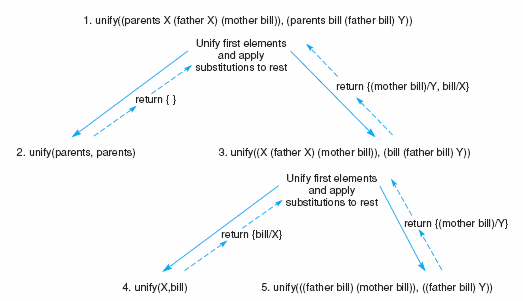 1. unify((parents X (father X) (mother bill)), (parents bill (father bill) Y))
Unify first elements
and apply
substitutions to rest
return { }
return {(mother bill)/Y, bill/X}
2. unify(parents, parents)
3. unify((X (father X) (mother bill)), (bill (father bill) Y))
Unify first elements
and apply
substitutions to rest
return {bill/X}
return {(mother bill)/Y}
4. unify(X,bill)
5. unify(((father bill) (mother bill)), ((father bill) Y))